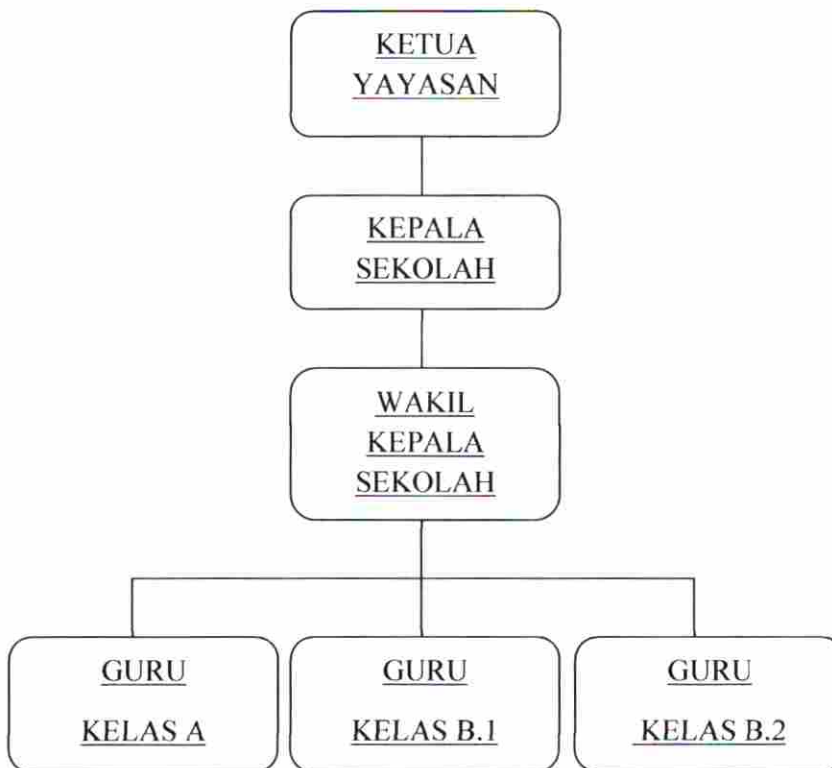 KETUA
YAYASAN
KEPALA
SEKOLAH
WAKIL
KEPALA
SEKOLAH
GURU
KELAS A
GURU
KELAS B.1
GURU
KELAS B.2